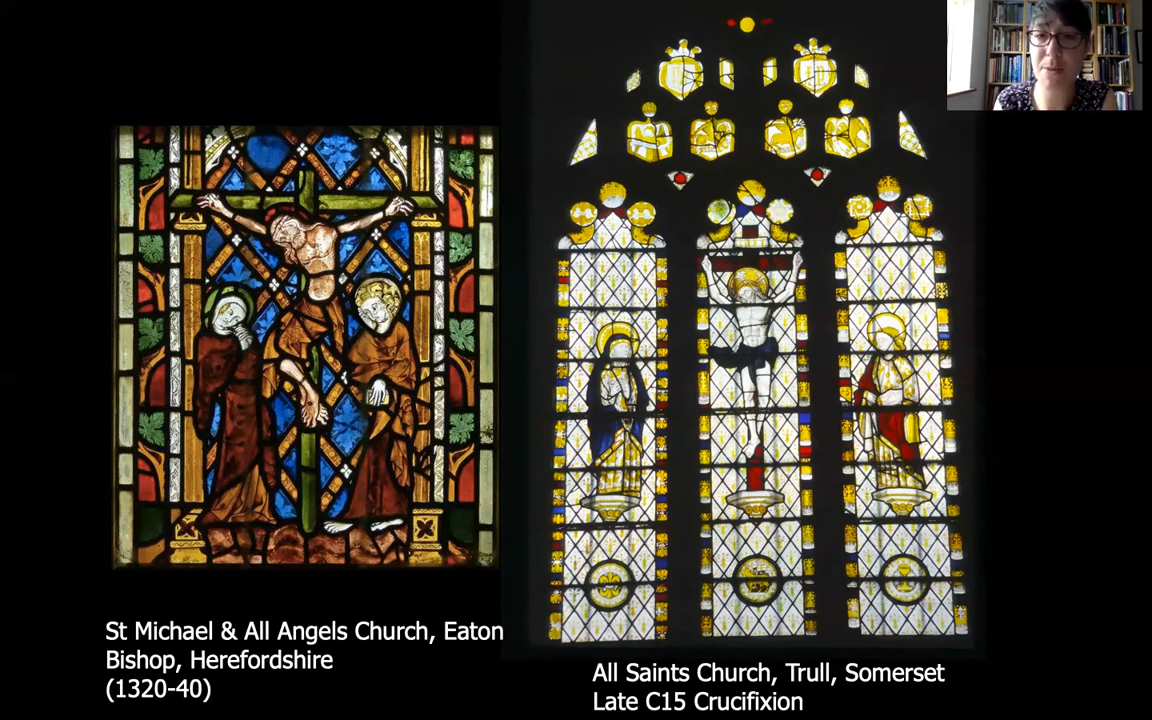 St Michael & All Angels Church, Eaton
Bishop, Herefordshire
(1320-40)
All Saints Church, Trull, Somerset
Late C15 Crucifixion